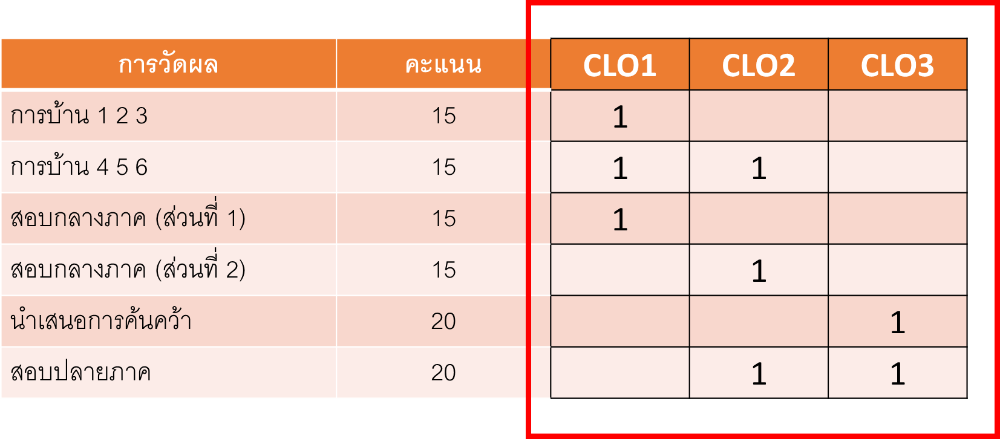 การวัดผล คะแนน CLO1 CLO2 CLO3
การบ้าน 1 2 3 15 1
การบ้าน 4 5 6 15 1 1
สอบกลางภาค (ส่วนที่ 1) 15 1
สอบกลางภาค (ส่วนที่ 2) 15 1
นำเสนอการค้นคว้า 20 1
สอบปลายภาค 20 1 1